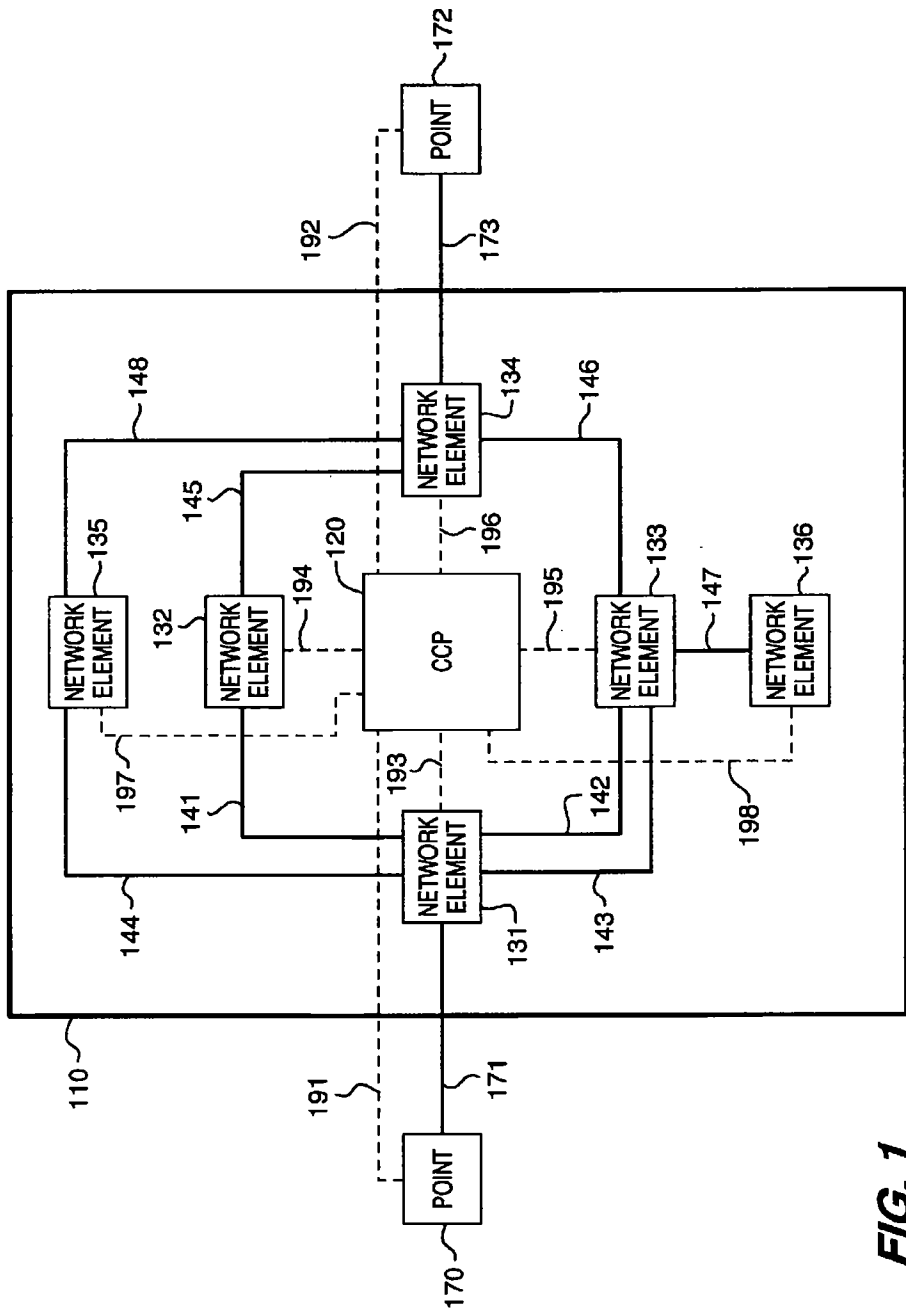 110
148
192
172
NETWORK
ELEMENT
135
132
NETWORK
ELEMENT
145
197
194
120
144
141
191
NETWORK
ELEMENT
134
173
POINT
CCP
193
196
POINT
170
171
NETWORK
ELEMENT
131
195
146
142
143
NETWORK
ELEMENT
133
147
198
NETWORK
ELEMENT
136
FIG. 1